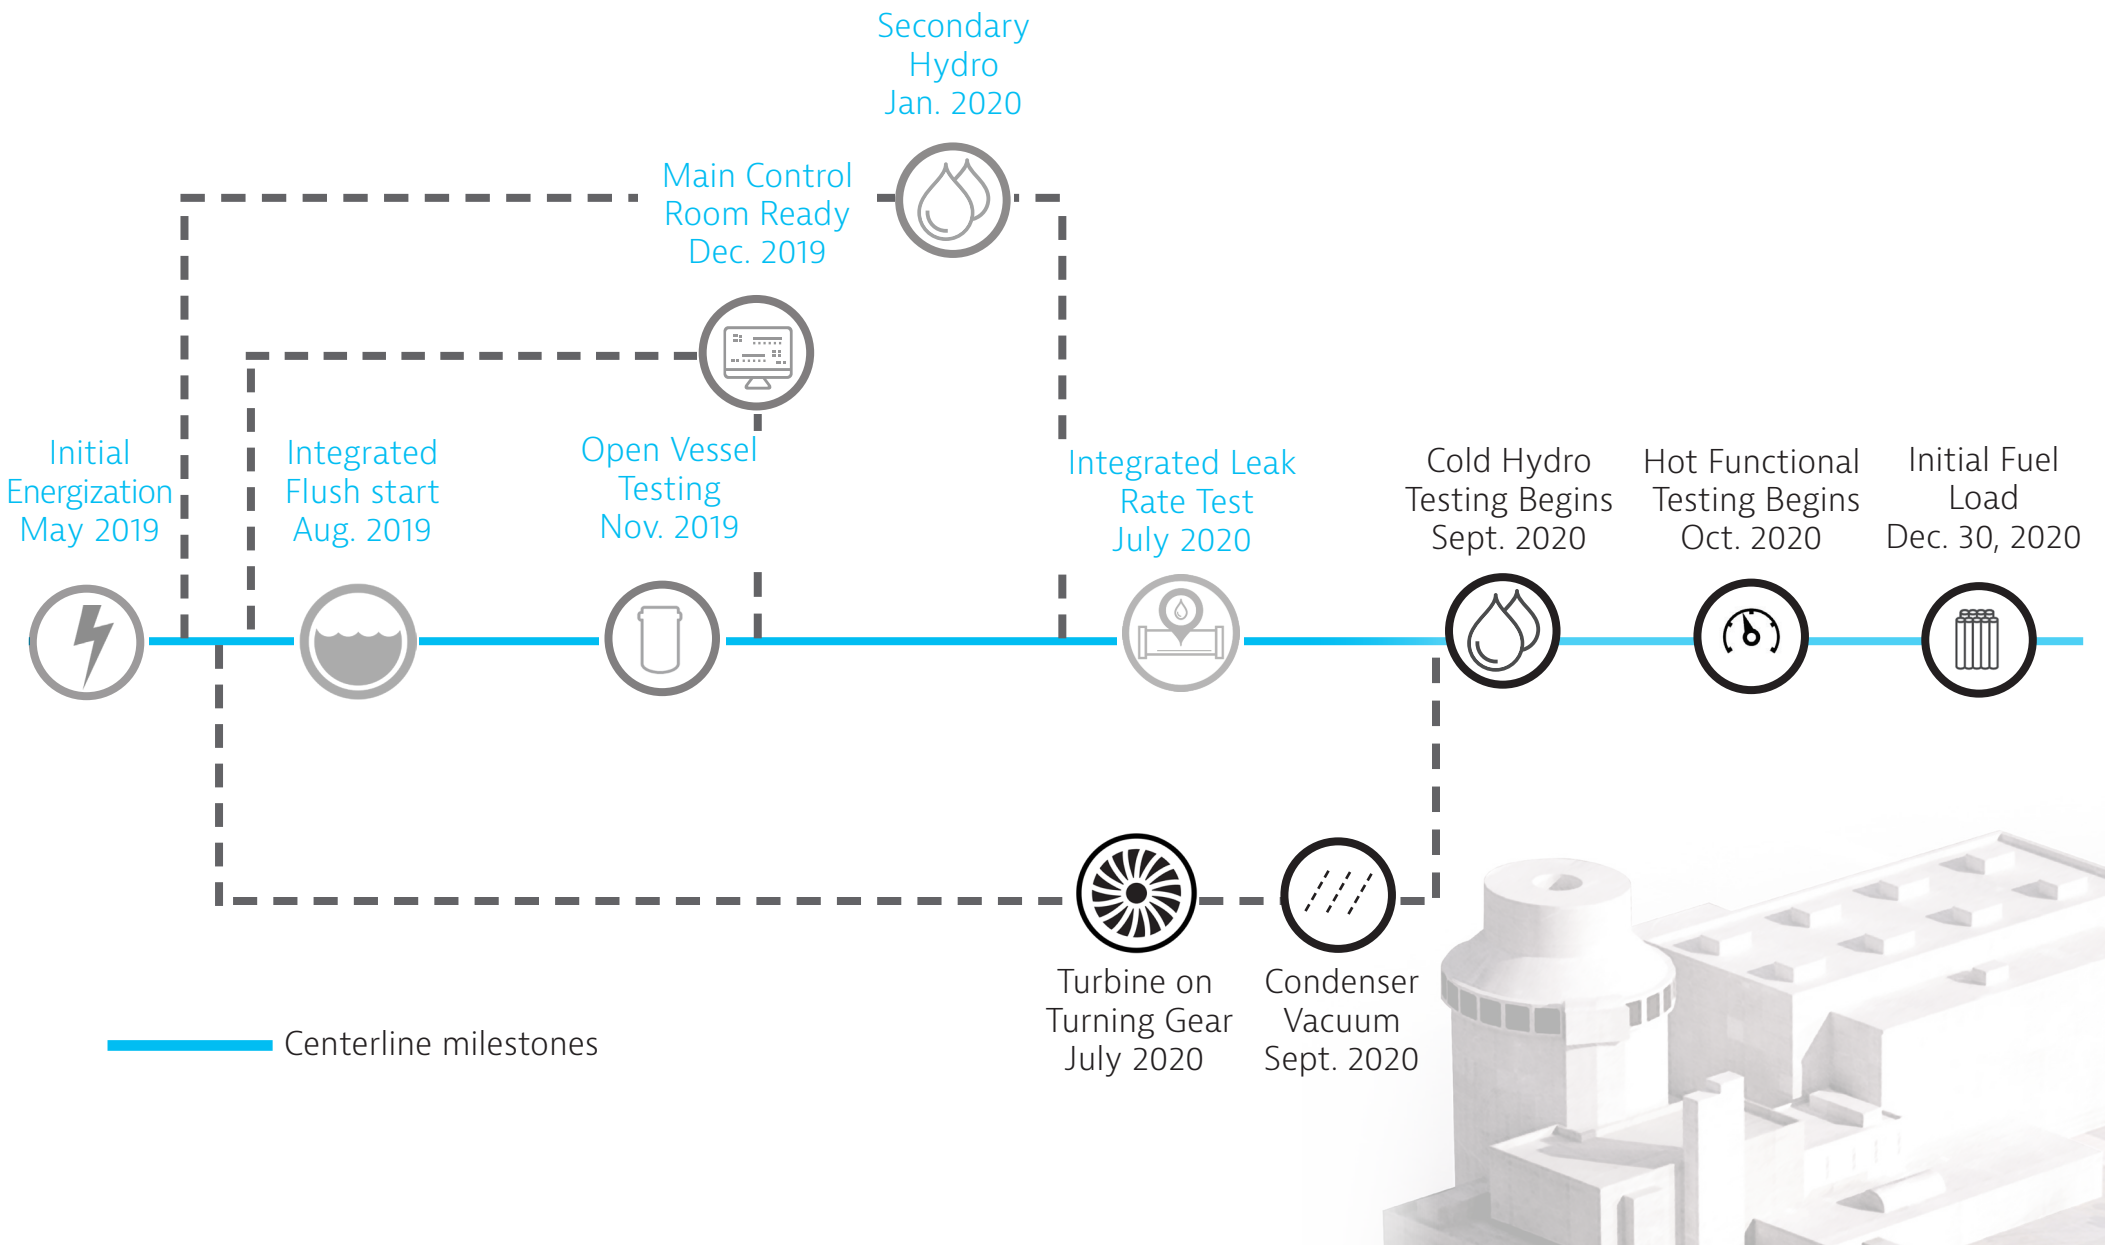 Secondary
Hydro
Jan. 2020
Main Control
Room Ready
Dec. 2019
Initial
Energization
May 2019
Integrated
Flush start
Aug. 2019
Open Vessel
Testing
Nov. 2019
Integrated Leak
Rate Test
July 2020
Cold Hydro
Testing Begins
Sept. 2020
Hot Functional
Testing Begins
Oct. 2020
Initial Fuel
Load
Dec. 30, 2020
Turbine on
Turning Gear
July 2020
Condenser
Vacuum
Sept. 2020
Centerline milestones